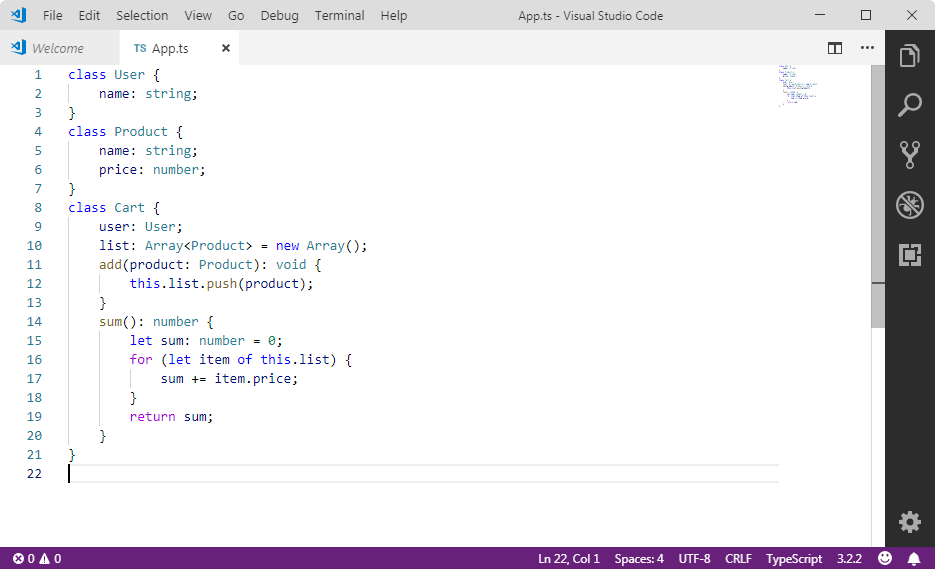 File Edit Selection View Go Debug Terminal Help App.ts - Visual Studio Code
Welcome TS App.ts
1 class User {
2     name: string;
3 }
4 class Product {
5     name: string;
6     price: number;
7 }
8 class Cart {
9     user: User;
10     list: Array<Product> = new Array();
11     add(product: Product): void {
12         this.list.push(product);
13     }
14     sum(): number {
15         let sum: number = 0;
16         for (let item of this.list) {
17             sum += item.price;
18         }
19         return sum;
20     }
21 }
22
0 0 Ln 22, Col 1 Spaces: 4 UTF-8 CRLF TypeScript 3.2.2